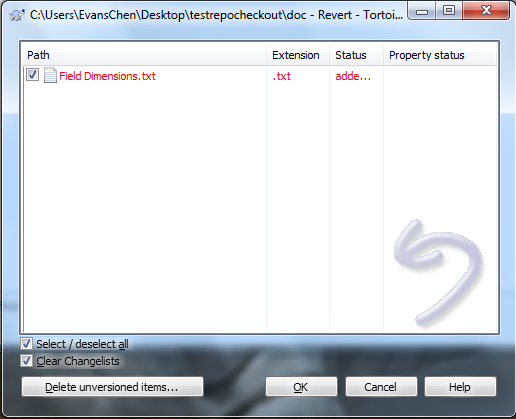 C:\Users\EvansChen\Desktop\testrepocheckout\doc - Revert - Tortoi...
Path Extension Status Property status
Field Dimensions.txt .txt adde...
Select / deselect all
Clear Changelists
Delete unversioned items... OK Cancel Help